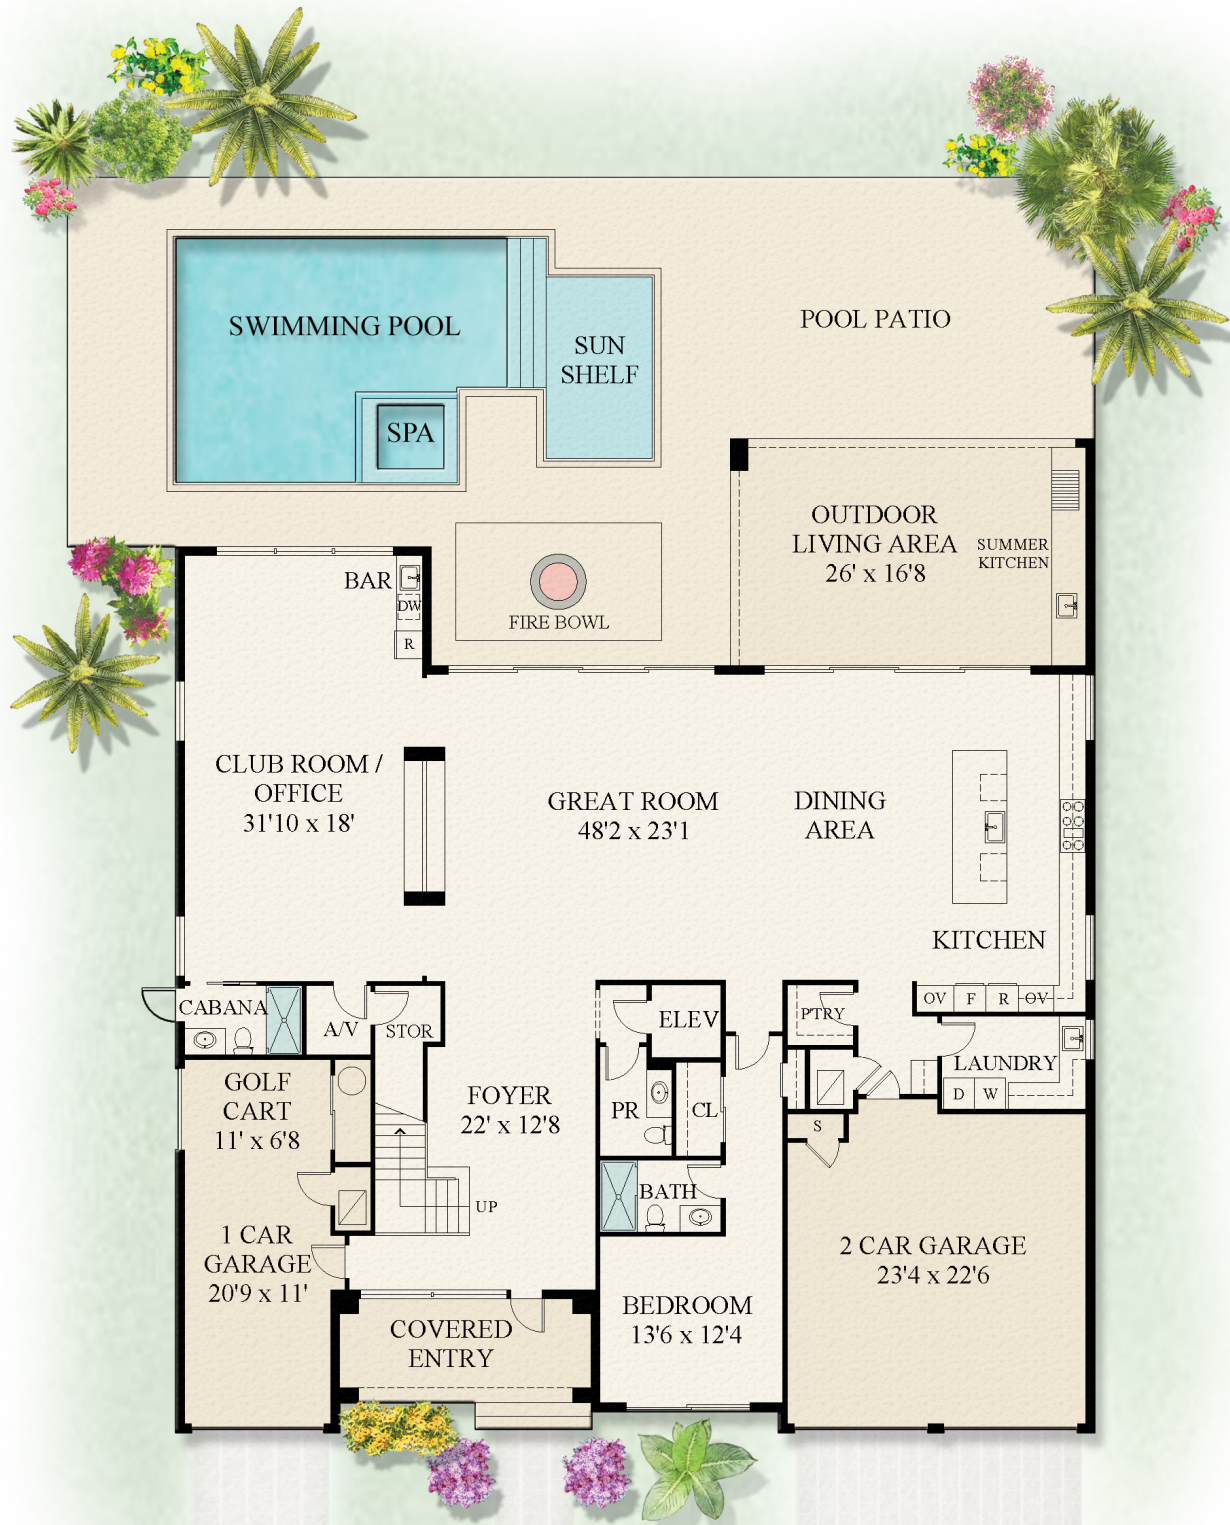 SWIMMING POOL
SUN
SHELF
POOL PATIO
SPA
OUTDOOR
LIVING AREA
26' x 16'8
SUMMER
KITCHEN
BAR
DW
R
FIRE BOWL
CLUB ROOM /
OFFICE
31'10 x 18'
GREAT ROOM
48'2 x 23'1
DINING
AREA
KITCHEN
OV
F
R
OV
CABANA
A/V
STOR
ELEV
P'TRY
LAUNDRY
D
W
GOLF
CART
11' x 6'8
FOYER
22' x 12'8
PR
CL
S
BATH
UP
1 CAR
GARAGE
20'9 x 11'
2 CAR GARAGE
23'4 x 22'6
BEDROOM
13'6 x 12'4
COVERED
ENTRY